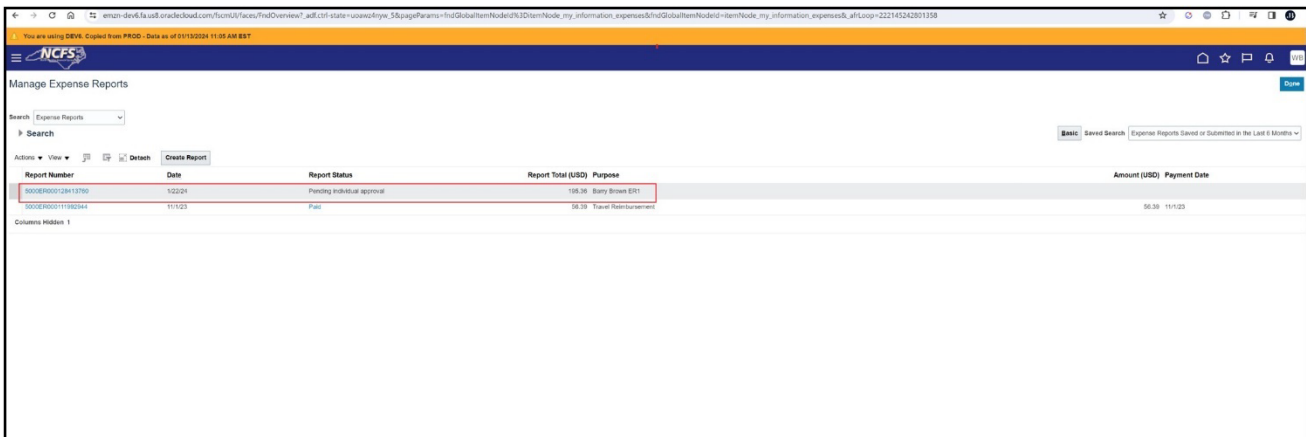 emzn-dev6.fa.us8.oraclecloud.com/fscmUI/faces/FndOverview?_adf.ctrl-state=uoawz4nyw_5&pageParams=fndGlobalItemNodeId%3DitemNode_my_information_expenses&fndGlobalItemNodeId=itemNode_my_information_expenses&_afrLoop=222145242801358
You are using DEV6. Copied from PROD - Data as of 01/13/2024 11:05 AM EST
NCFS
WB
Manage Expense Reports
Done
Search Expense Reports
Search
Basic Saved Search Expense Reports Saved or Submitted in the Last 6 Months
Actions View Detach Create Report
Report Number Date Report Status Report Total (USD) Purpose Amount (USD) Payment Date
5000ER000128413760 1/22/24 Pending individual approval 198.36 Barry Brown ER1
5000ER000111992944 11/1/23 Paid 56.39 Travel Reimbursement 56.39 11/1/23
Columns Hidden 1